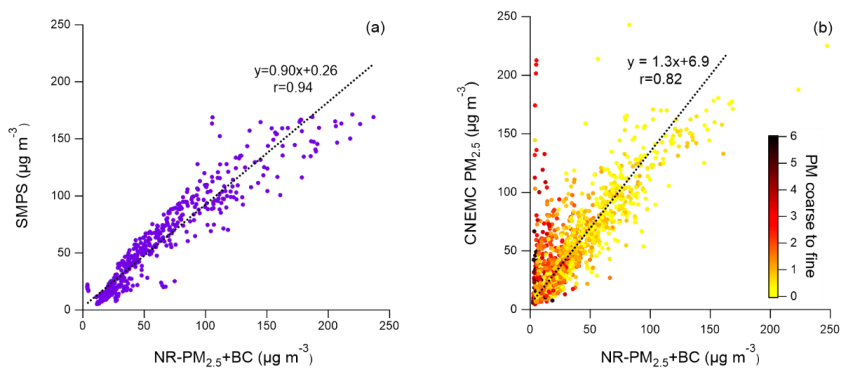 (a)
y=0.90x+0.26
r=0.94
SMPS (µg m⁻³)
250
200
150
100
50
0
0 50 100 150 200 250
NR-PM₂.₅+BC (µg m⁻³)
(b)
y = 1.3x+6.9
r=0.82
CNEMC PM₂.₅ (µg m⁻³)
250
200
150
100
50
0
0 50 100 150 200 250
NR-PM₂.₅+BC (µg m⁻³)
6
5
4
3
2
1
0
PM coarse to fine